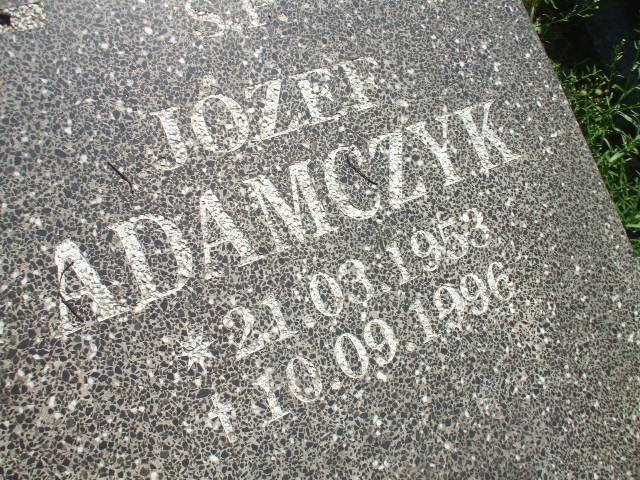 JÓZEF
ADAMCZYK
* 21.03.1953
† 10.09.1996